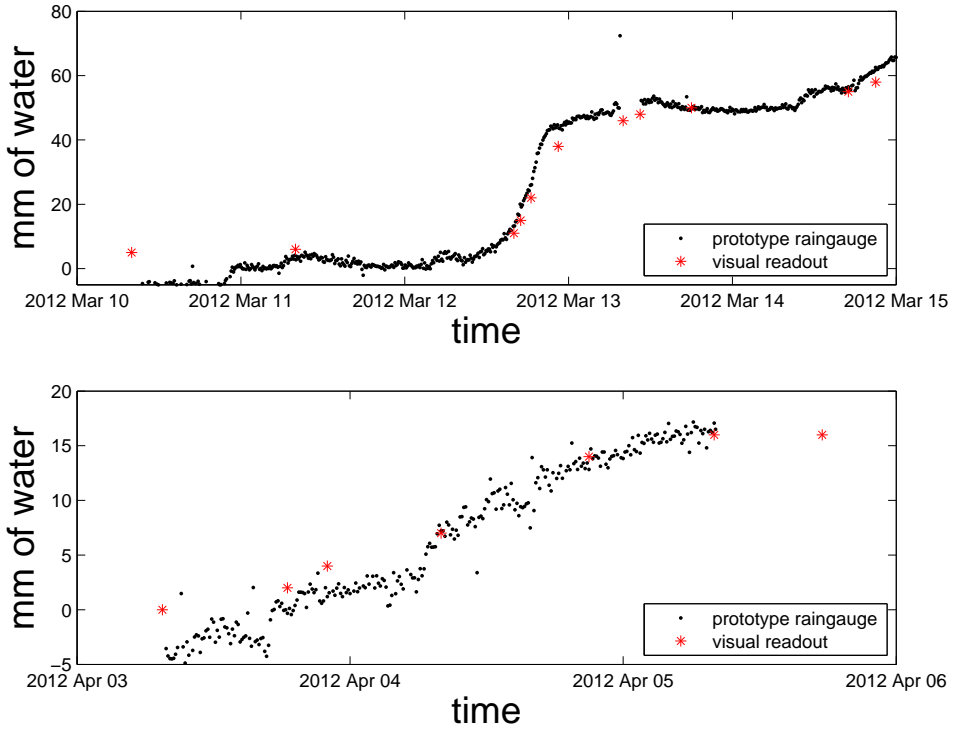 80
60
40
20
0
mm of water
prototype raingauge
visual readout
2012 Mar 10
2012 Mar 11
2012 Mar 12
2012 Mar 13
2012 Mar 14
2012 Mar 15
time
20
15
10
5
0
−5
mm of water
prototype raingauge
visual readout
2012 Apr 03
2012 Apr 04
2012 Apr 05
2012 Apr 06
time